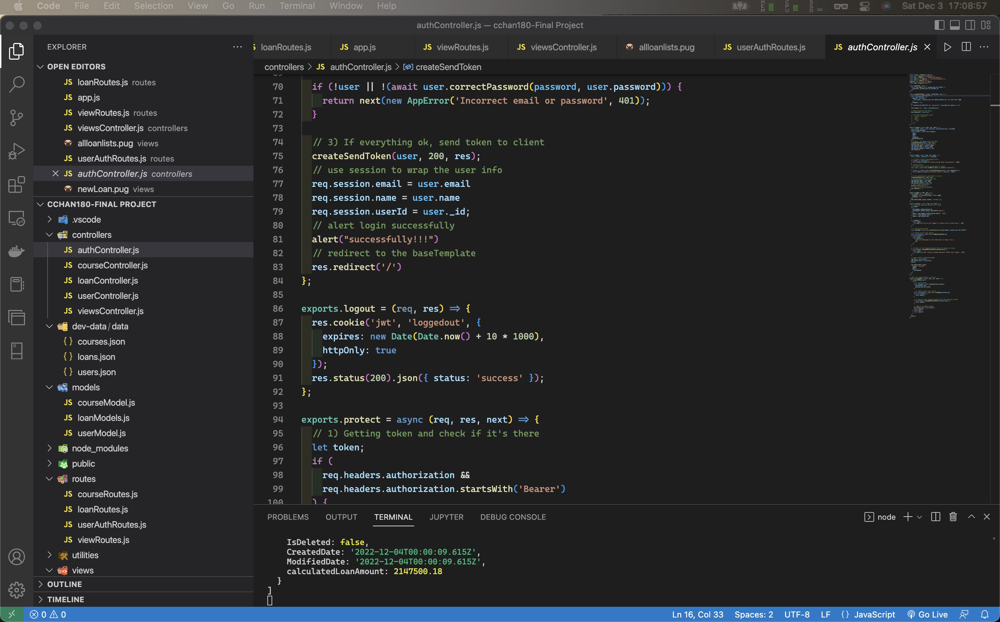 Code File Edit Selection View Go Run Terminal Window Help
MEM CPU SSD Sat Dec 3 17:08:57
authController.js — cchan180-Final Project
EXPLORER
OPEN EDITORS
JS loanRoutes.js routes
JS app.js
JS viewRoutes.js routes
JS viewsController.js controllers
allloanlists.pug views
JS userAuthRoutes.js routes
JS authController.js controllers
newLoan.pug views
CCHAN180-FINAL PROJECT
.vscode
controllers
JS authController.js
JS courseController.js
JS loanController.js
JS userController.js
JS viewsController.js
dev-data/data
{} courses.json
{} loans.json
{} users.json
models
JS courseModel.js
JS loanModels.js
JS userModel.js
node_modules
public
routes
JS courseRoutes.js
JS loanRoutes.js
JS userAuthRoutes.js
JS viewRoutes.js
utilities
views
OUTLINE
TIMELINE
loanRoutes.js JS app.js JS viewRoutes.js JS viewsController.js allloanlists.pug JS userAuthRoutes.js JS authController.js
controllers > JS authController.js > createSendToken
70 if (!user || !(await user.correctPassword(password, user.password))) {
71 return next(new AppError('Incorrect email or password', 401));
72 }
73
74 // 3) If everything ok, send token to client
75 createSendToken(user, 200, res);
76 // use session to wrap the user info
77 req.session.email = user.email
78 req.session.name = user.name
79 req.session.userId = user._id;
80 // alert login successfully
81 alert("successfully!!!")
82 // redirect to the baseTemplate
83 res.redirect('/')
84 };
85
86 exports.logout = (req, res) => {
87 res.cookie('jwt', 'loggedout', {
88 expires: new Date(Date.now() + 10 * 1000),
89 httpOnly: true
90 });
91 res.status(200).json({ status: 'success' });
92 };
93
94 exports.protect = async (req, res, next) => {
95 // 1) Getting token and check if it's there
96 let token;
97 if (
98 req.headers.authorization &&
99 req.headers.authorization.startsWith('Bearer')
100 ) {
PROBLEMS OUTPUT TERMINAL JUPYTER DEBUG CONSOLE node
IsDeleted: false,
CreatedDate: '2022-12-04T00:00:09.615Z',
ModifiedDate: '2022-12-04T00:00:09.615Z',
calculatedLoanAmount: 2147500.18
}
]
0 0 Ln 16, Col 33 Spaces: 2 UTF-8 LF {} JavaScript Go Live